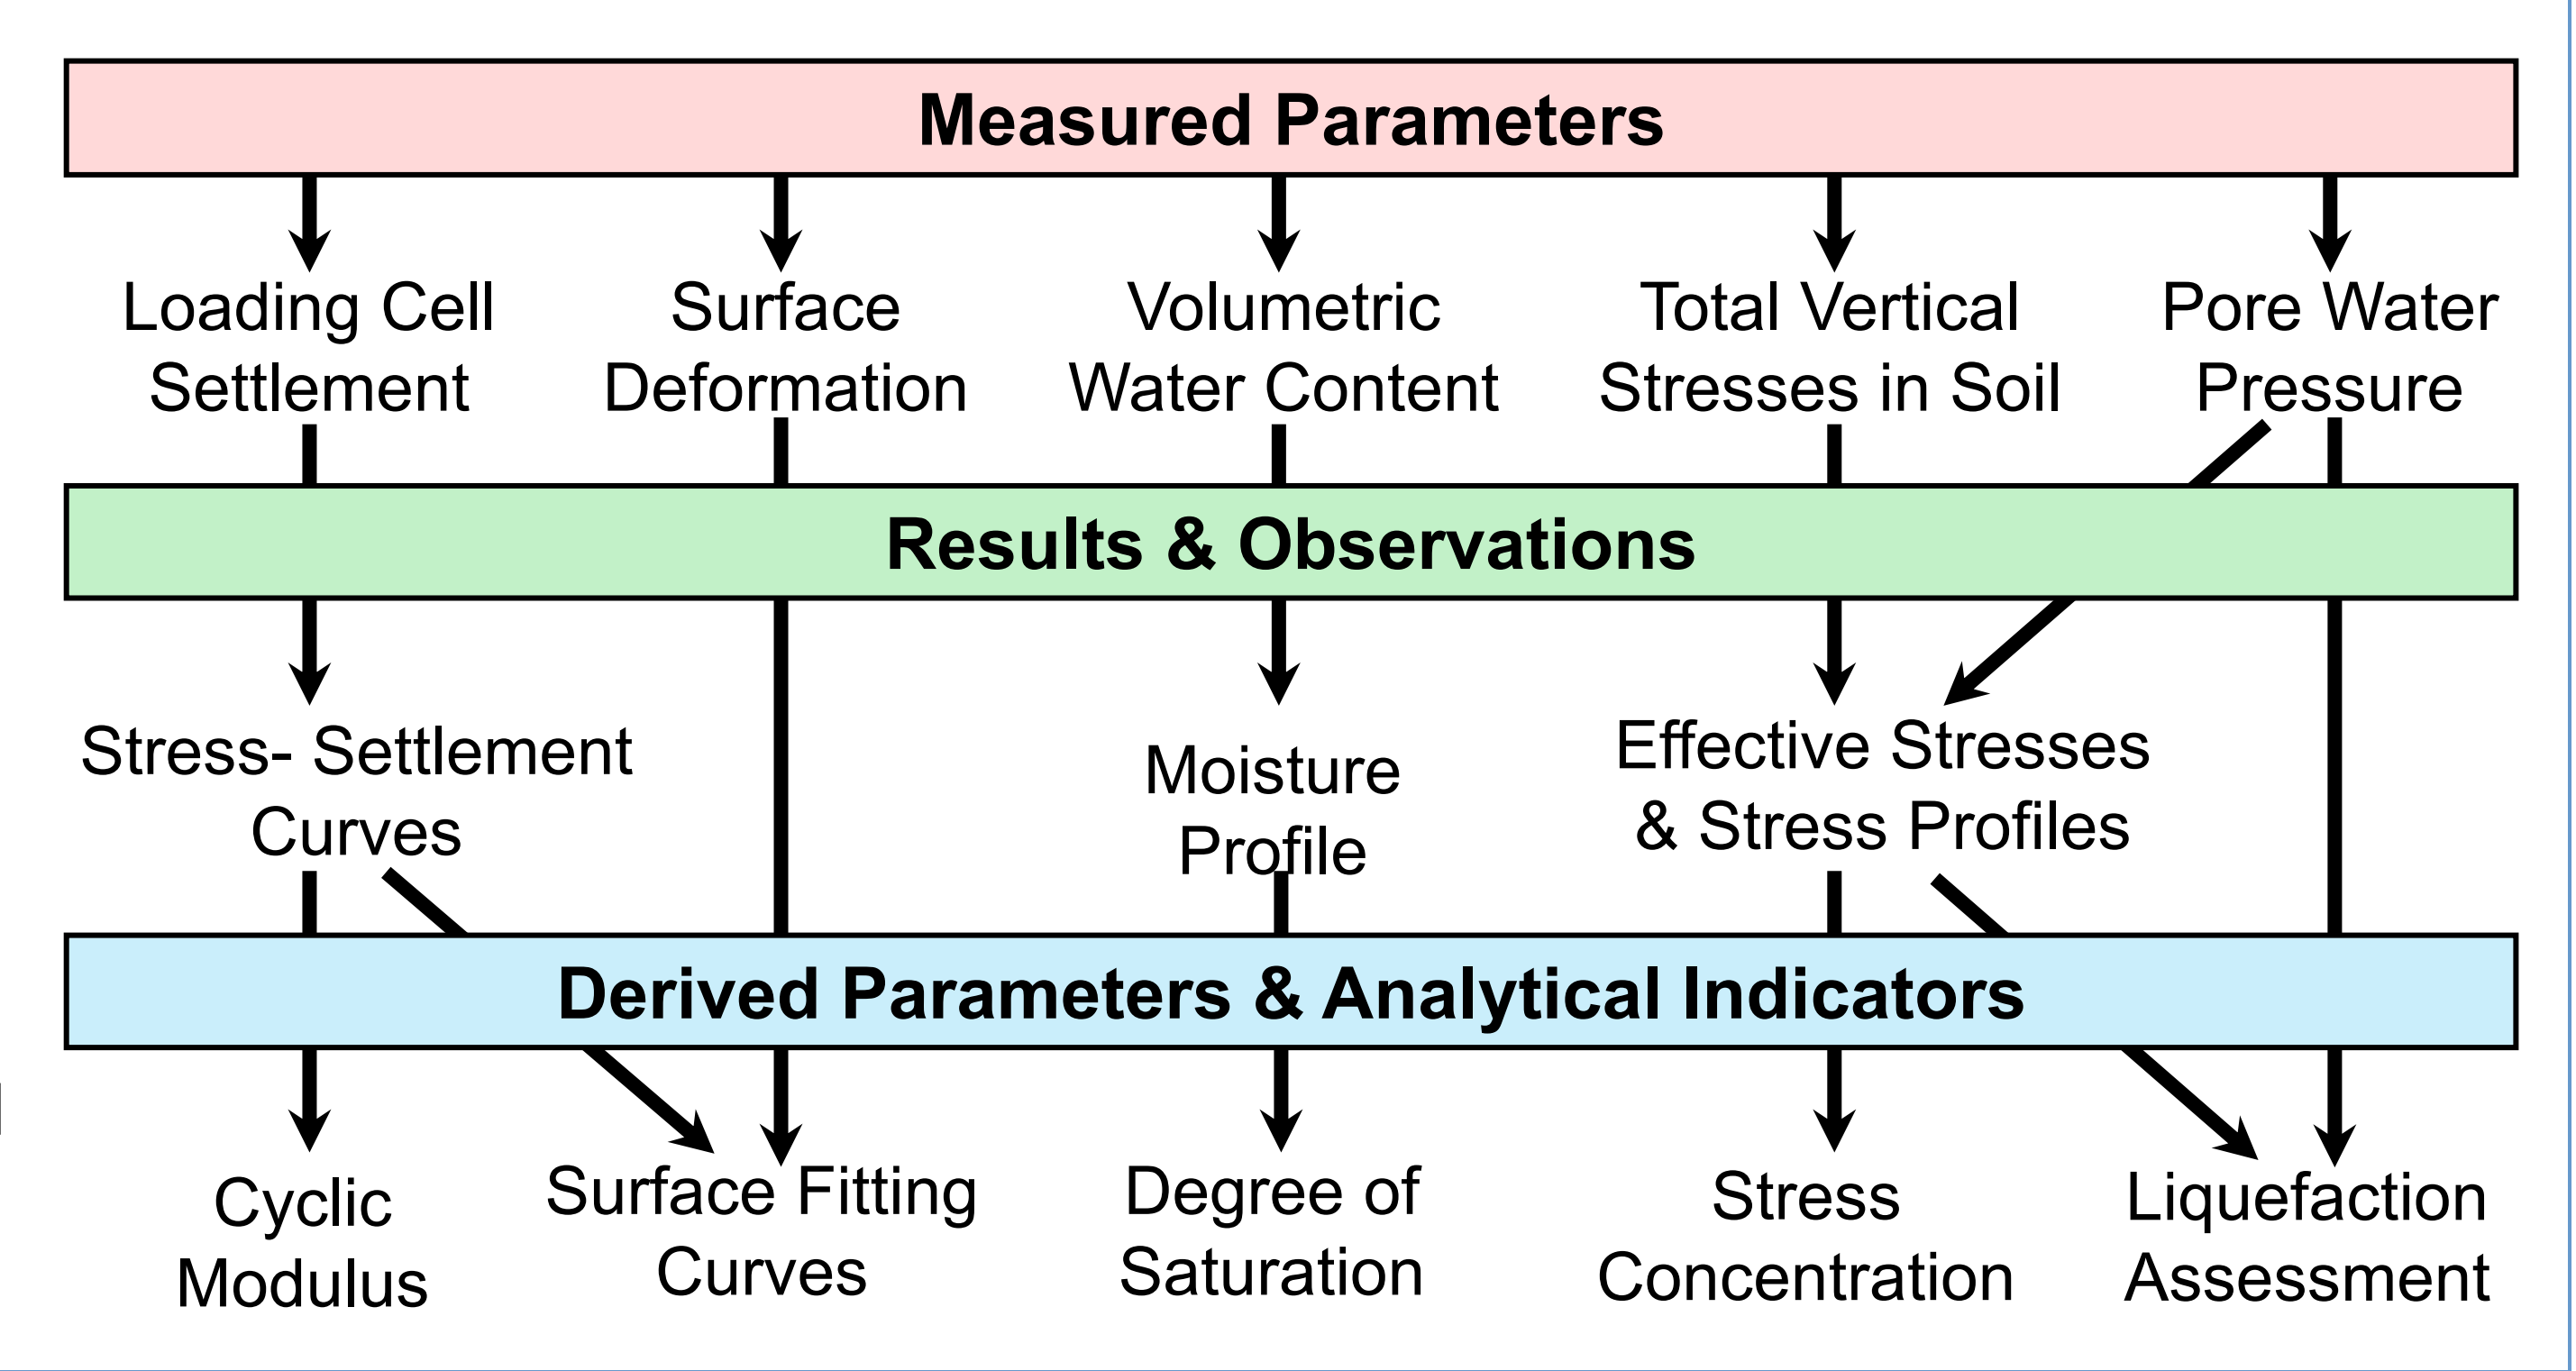 Measured Parameters
Loading Cell
Settlement
Surface
Deformation
Volumetric
Water Content
Total Vertical
Stresses in Soil
Pore Water
Pressure
Results & Observations
Stress- Settlement
Curves
Moisture
Profile
Effective Stresses
& Stress Profiles
Derived Parameters & Analytical Indicators
Cyclic
Modulus
Surface Fitting
Curves
Degree of
Saturation
Stress
Concentration
Liquefaction
Assessment